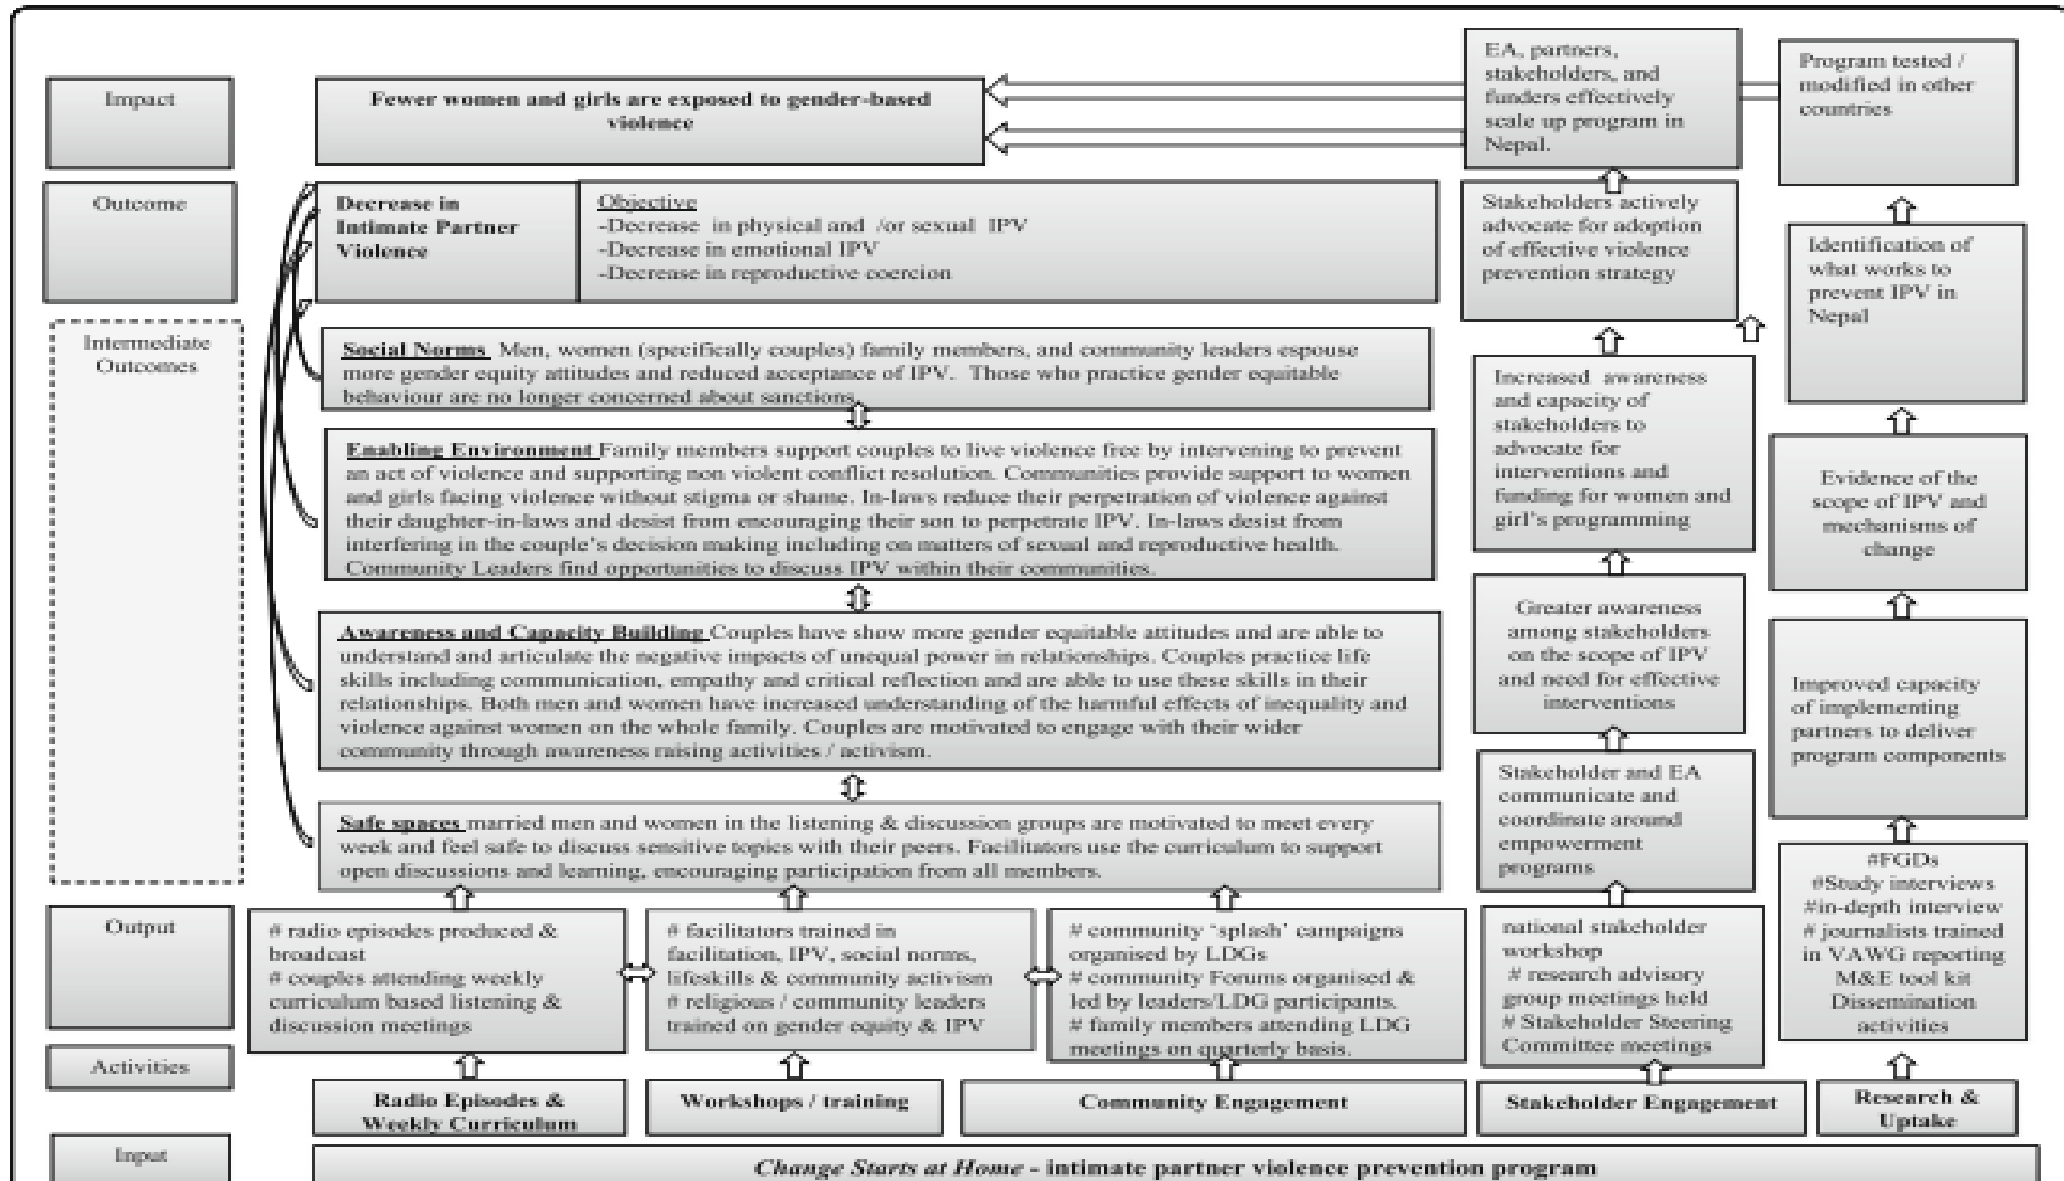 Impact
Fewer women and girls are exposed to gender-based
violence
EA, partners,
stakeholders, and
funders effectively
scale up program in
Nepal.
Program tested /
modified in other
countries
Outcome
Decrease in
Intimate Partner
Violence
Objective
-Decrease in physical and /or sexual IPV
-Decrease in emotional IPV
-Decrease in reproductive coercion
Stakeholders actively
advocate for adoption
of effective violence
prevention strategy
Identification of
what works to
prevent IPV in
Nepal
Intermediate
Outcomes
Social Norms Men, women (specifically couples) family members, and community leaders espouse
more gender equity attitudes and reduced acceptance of IPV. Those who practice gender equitable
behaviour are no longer concerned about sanctions.
Increased awareness
and capacity of
stakeholders to
advocate for
interventions and
funding for women and
girl's programming
Enabling Environment Family members support couples to live violence free by intervening to prevent
an act of violence and supporting non violent conflict resolution. Communities provide support to women
and girls facing violence without stigma or shame. In-laws reduce their perpetration of violence against
their daughter-in-laws and desist from encouraging their son to perpetrate IPV. In-laws desist from
interfering in the couple's decision making including on matters of sexual and reproductive health.
Community Leaders find opportunities to discuss IPV within their communities.
Evidence of the
scope of IPV and
mechanisms of
change
Greater awareness
among stakeholders
on the scope of IPV
and need for effective
interventions
Awareness and Capacity Building Couples have show more gender equitable attitudes and are able to
understand and articulate the negative impacts of unequal power in relationships. Couples practice life
skills including communication, empathy and critical reflection and are able to use these skills in their
relationships. Both men and women have increased understanding of the harmful effects of inequality and
violence against women on the whole family. Couples are motivated to engage with their wider
community through awareness raising activities / activism.
Improved capacity
of implementing
partners to deliver
program components
Stakeholder and EA
communicate and
coordinate around
empowerment
programs
Safe spaces married men and women in the listening & discussion groups are motivated to meet every
week and feel safe to discuss sensitive topics with their peers. Facilitators use the curriculum to support
open discussions and learning, encouraging participation from all members.
Output
# radio episodes produced &
broadcast
# couples attending weekly
curriculum based listening &
discussion meetings
# facilitators trained in
facilitation, IPV, social norms,
lifeskills & community activism
# religious / community leaders
trained on gender equity & IPV
# community 'splash' campaigns
organised by LDGs
# community Forums organised &
led by leaders/LDG participants.
# family members attending LDG
meetings on quarterly basis.
national stakeholder
workshop
# research advisory
group meetings held
# Stakeholder Steering
Committee meetings
#FGDs
#Study interviews
#in-depth interview
# journalists trained
in VAWG reporting
M&E tool kit
Dissemination
activities
Activities
Radio Episodes &
Weekly Curriculum
Workshops / training
Community Engagement
Stakeholder Engagement
Research &
Uptake
Input
Change Starts at Home - intimate partner violence prevention program